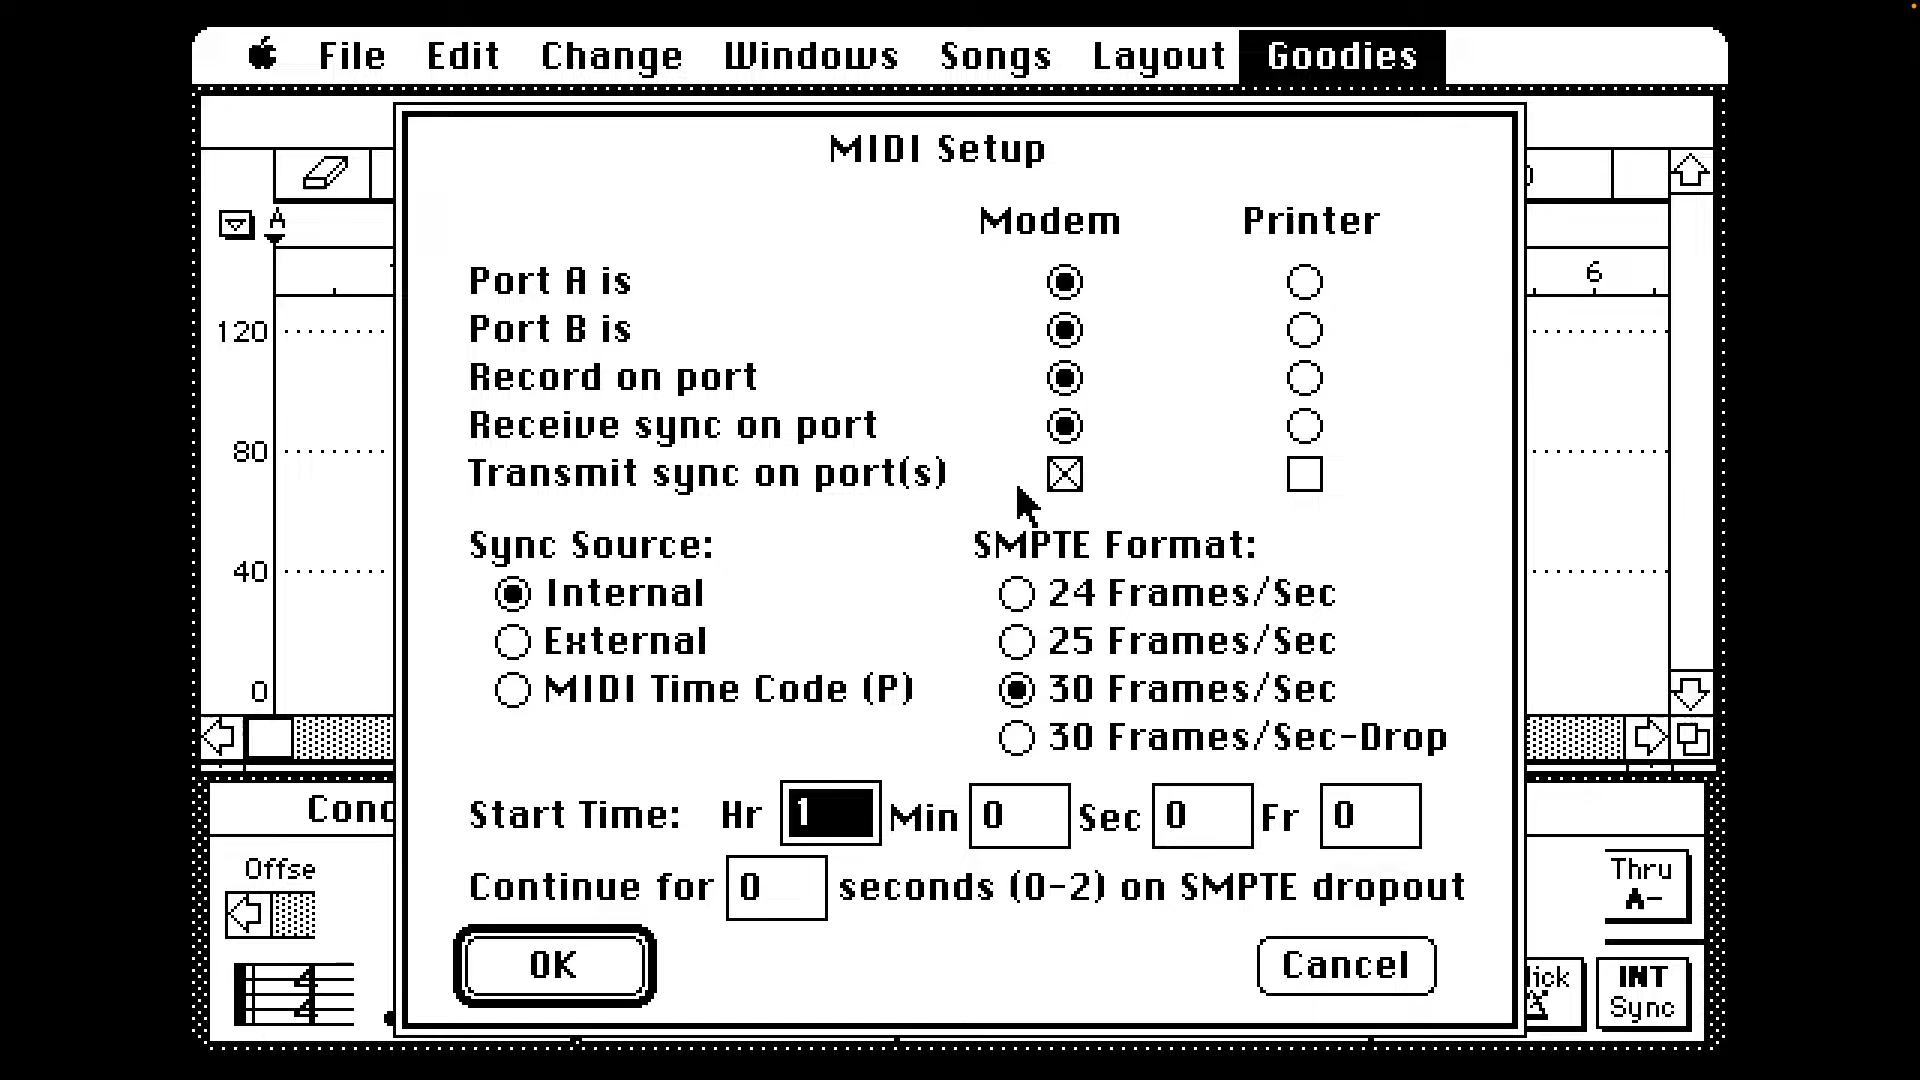 File Edit Change Windows Songs Layout Goodies
MIDI Setup
Modem Printer
Port A is
Port B is
Record on port
Receive sync on port
Transmit sync on port(s)
Sync Source: SMPTE Format:
Internal 24 Frames/Sec
External 25 Frames/Sec
MIDI Time Code (P) 30 Frames/Sec
30 Frames/Sec-Drop
Start Time: Hr 1 Min 0 Sec 0 Fr 0
Continue for 0 seconds (0-2) on SMPTE dropout
OK Cancel
A
6
120
80
40
0
Conc
Offse
4
4
Thru
A-
lick
INT
Sync